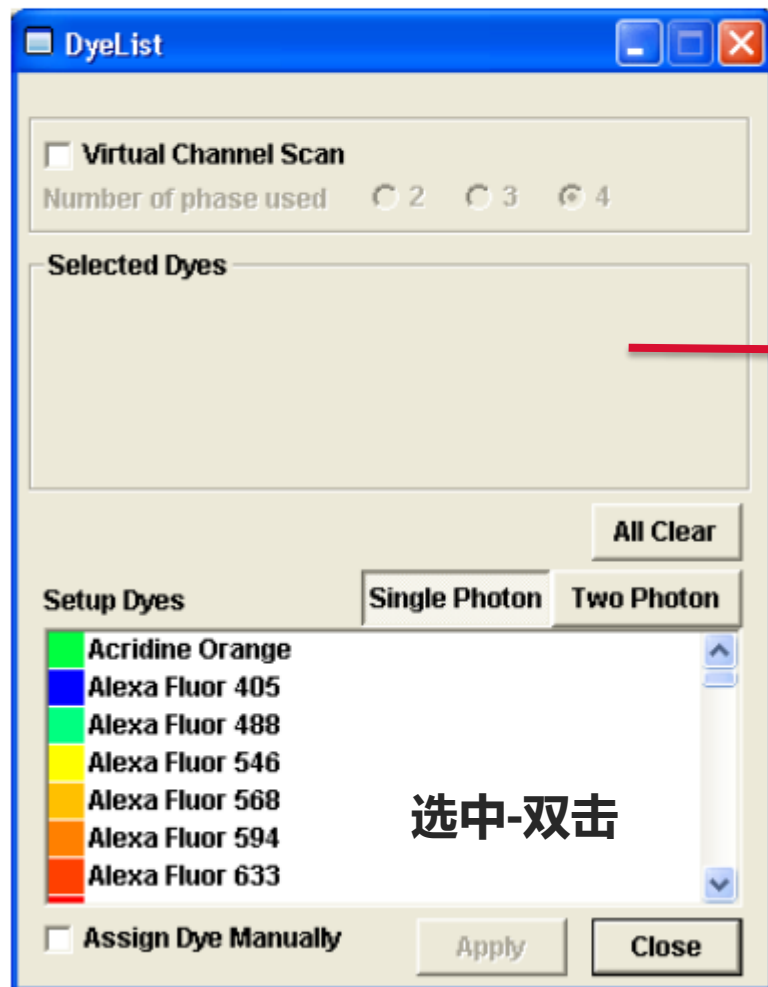 DyeList
Virtual Channel Scan
Number of phase used 2 3 4
Selected Dyes
All Clear
Setup Dyes Single Photon Two Photon
Acridine Orange
Alexa Fluor 405
Alexa Fluor 488
Alexa Fluor 546
Alexa Fluor 568
Alexa Fluor 594
Alexa Fluor 633
选中-双击
Assign Dye Manually Apply Close